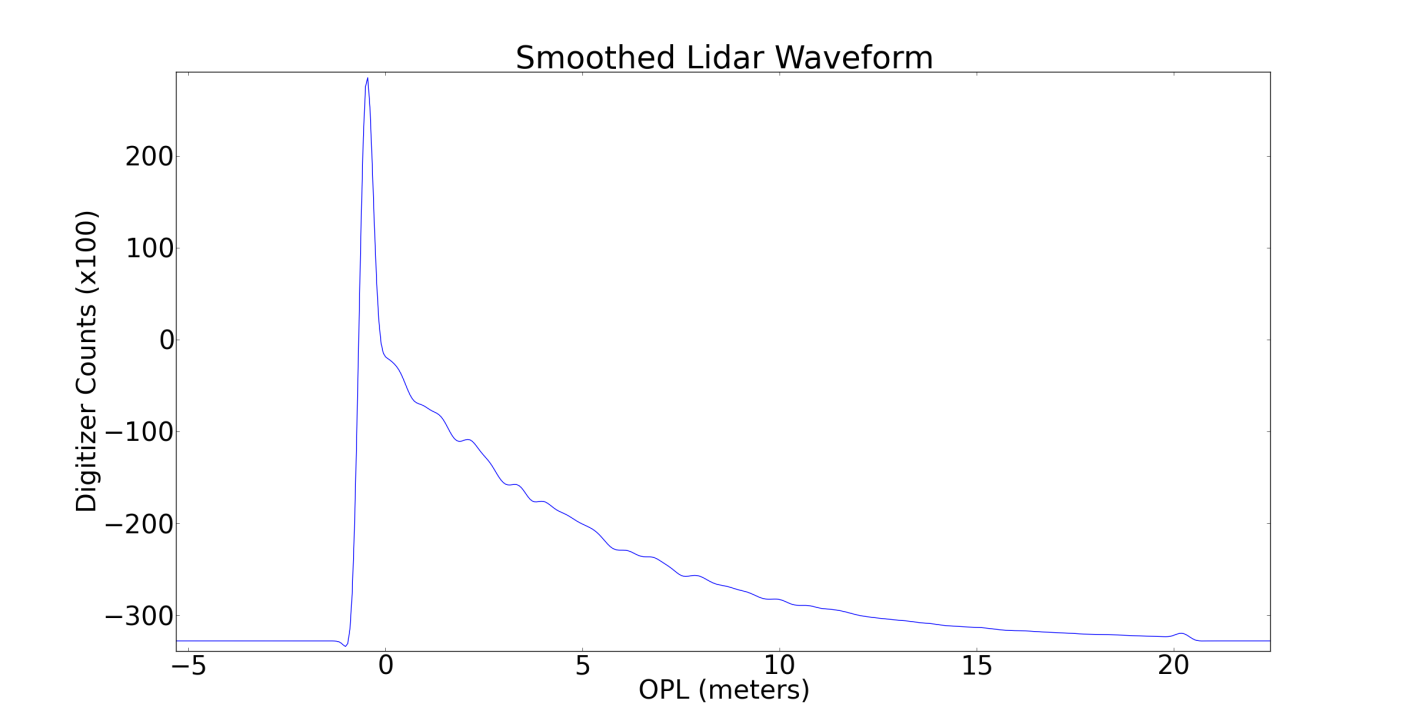 Smoothed Lidar Waveform
Digitizer Counts (x100)
200
100
0
−100
−200
−300
−5 0 5 10 15 20
OPL (meters)